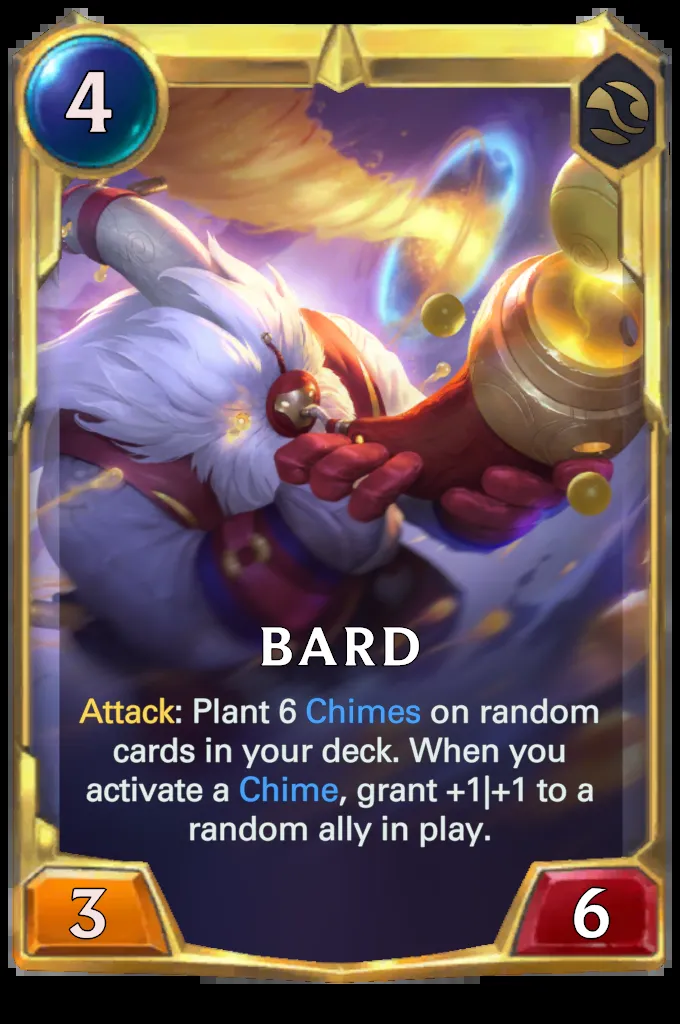 4
BARD
Attack: Plant 6 Chimes on random
cards in your deck. When you
activate a Chime, grant +1|+1 to a
random ally in play.
3
6